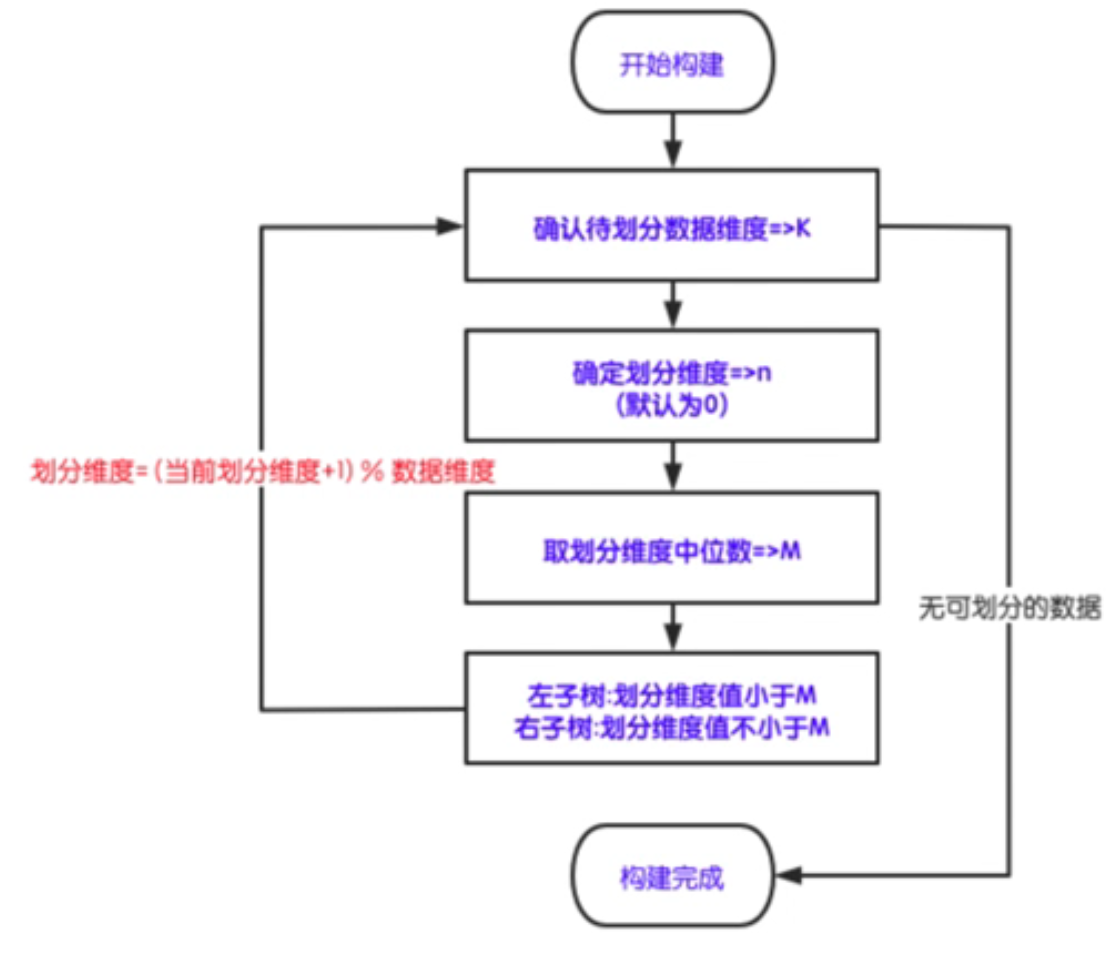 开始构建
确认待划分数据维度=>K
确定划分维度=>n
(默认为0)
划分维度=(当前划分维度+1) % 数据维度
取划分维度中位数=>M
无可划分的数据
左子树:划分维度值小于M
右子树:划分维度值不小于M
构建完成